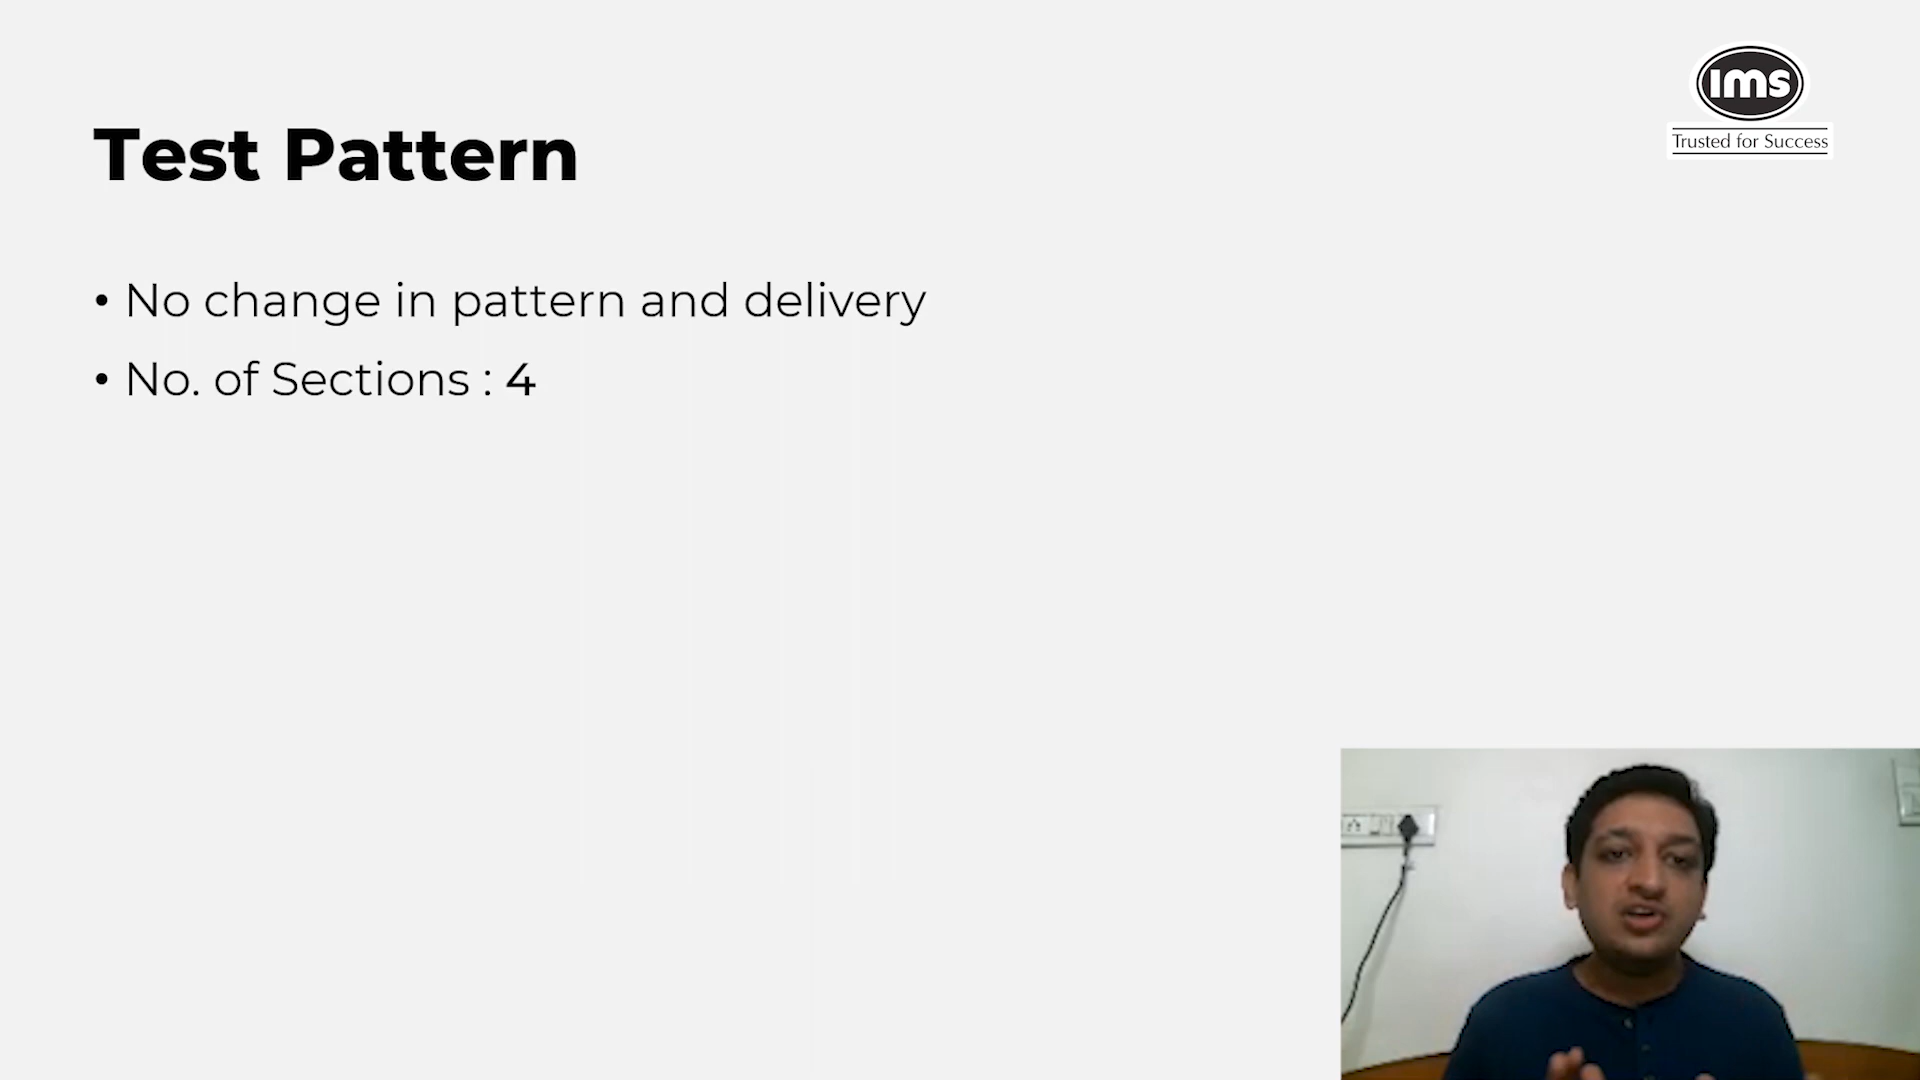 ims
Trusted for Success
Test Pattern
• No change in pattern and delivery
• No. of Sections : 4